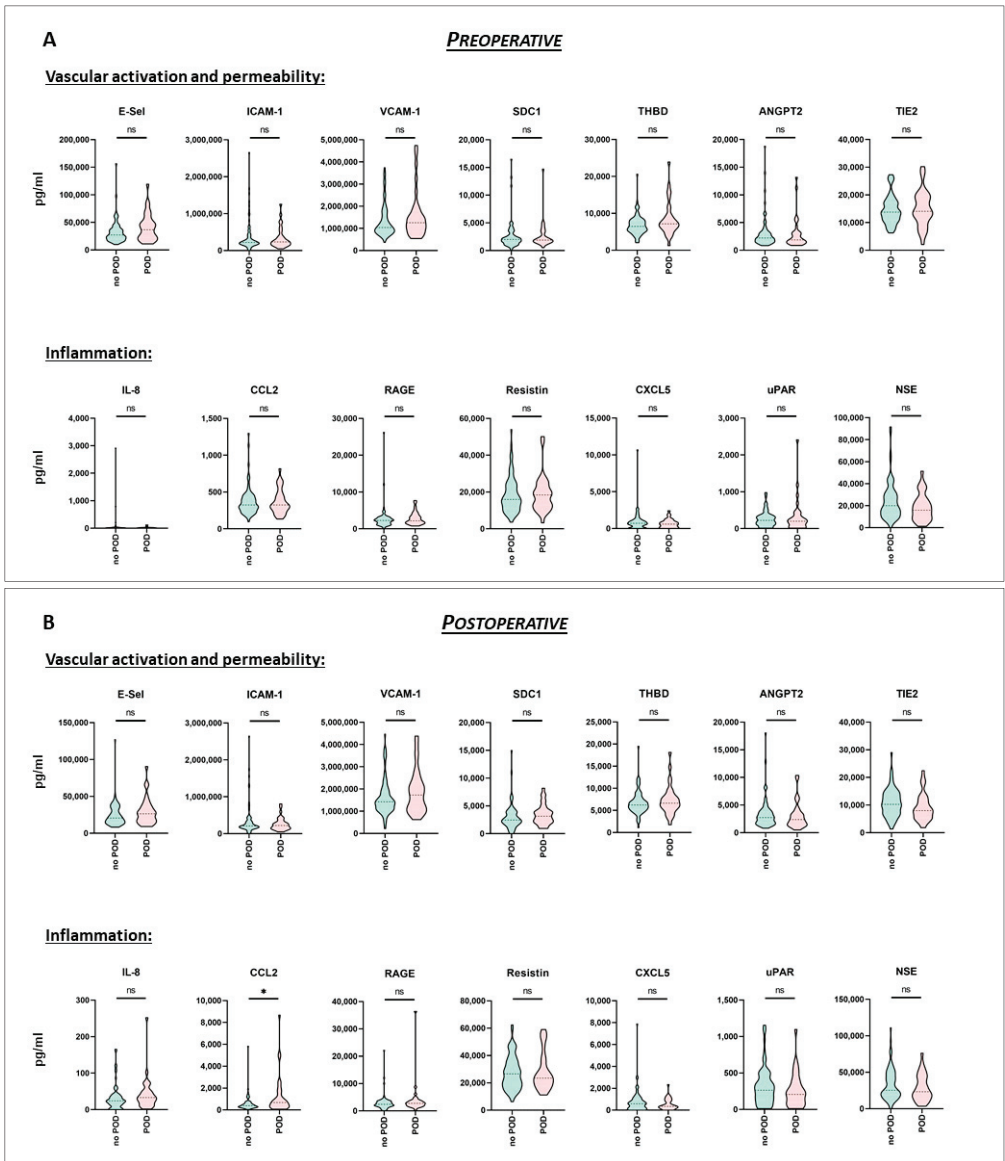 A
PREOPERATIVE
Vascular activation and permeability:
E-Sel ICAM-1 VCAM-1 SDC1 THBD ANGPT2 TIE2
ns ns ns ns ns ns ns
pg/ml
200,000 150,000 100,000 50,000 0
3,000,000 2,000,000 1,000,000 0
5,000,000 4,000,000 3,000,000 2,000,000 1,000,000 0
20,000 15,000 10,000 5,000 0
30,000 20,000 10,000 0
20,000 15,000 10,000 5,000 0
40,000 30,000 20,000 10,000 0
no POD POD no POD POD no POD POD no POD POD no POD POD no POD POD no POD POD
Inflammation:
IL-8 CCL2 RAGE Resistin CXCL5 uPAR NSE
ns ns ns ns ns ns ns
pg/ml
4,000 3,000 2,000 1,000 0
1,500 1,000 500 0
30,000 20,000 10,000 0
60,000 40,000 20,000 0
15,000 10,000 5,000 0
3,000 2,000 1,000 0
100,000 80,000 60,000 40,000 20,000 0
no POD POD no POD POD no POD POD no POD POD no POD POD no POD POD no POD POD
B
POSTOPERATIVE
Vascular activation and permeability:
E-Sel ICAM-1 VCAM-1 SDC1 THBD ANGPT2 TIE2
ns ns ns ns ns ns ns
pg/ml
150,000 100,000 50,000 0
3,000,000 2,000,000 1,000,000 0
5,000,000 4,000,000 3,000,000 2,000,000 1,000,000 0
20,000 15,000 10,000 5,000 0
25,000 20,000 15,000 10,000 5,000 0
20,000 15,000 10,000 5,000 0
40,000 30,000 20,000 10,000 0
no POD POD no POD POD no POD POD no POD POD no POD POD no POD POD no POD POD
Inflammation:
IL-8 CCL2 RAGE Resistin CXCL5 uPAR NSE
ns * ns ns ns ns ns
pg/ml
300 200 100 0
10,000 8,000 6,000 4,000 2,000 0
40,000 30,000 20,000 10,000 0
80,000 60,000 40,000 20,000 0
10,000 8,000 6,000 4,000 2,000 0
1,500 1,000 500 0
150,000 100,000 50,000 0
no POD POD no POD POD no POD POD no POD POD no POD POD no POD POD no POD POD